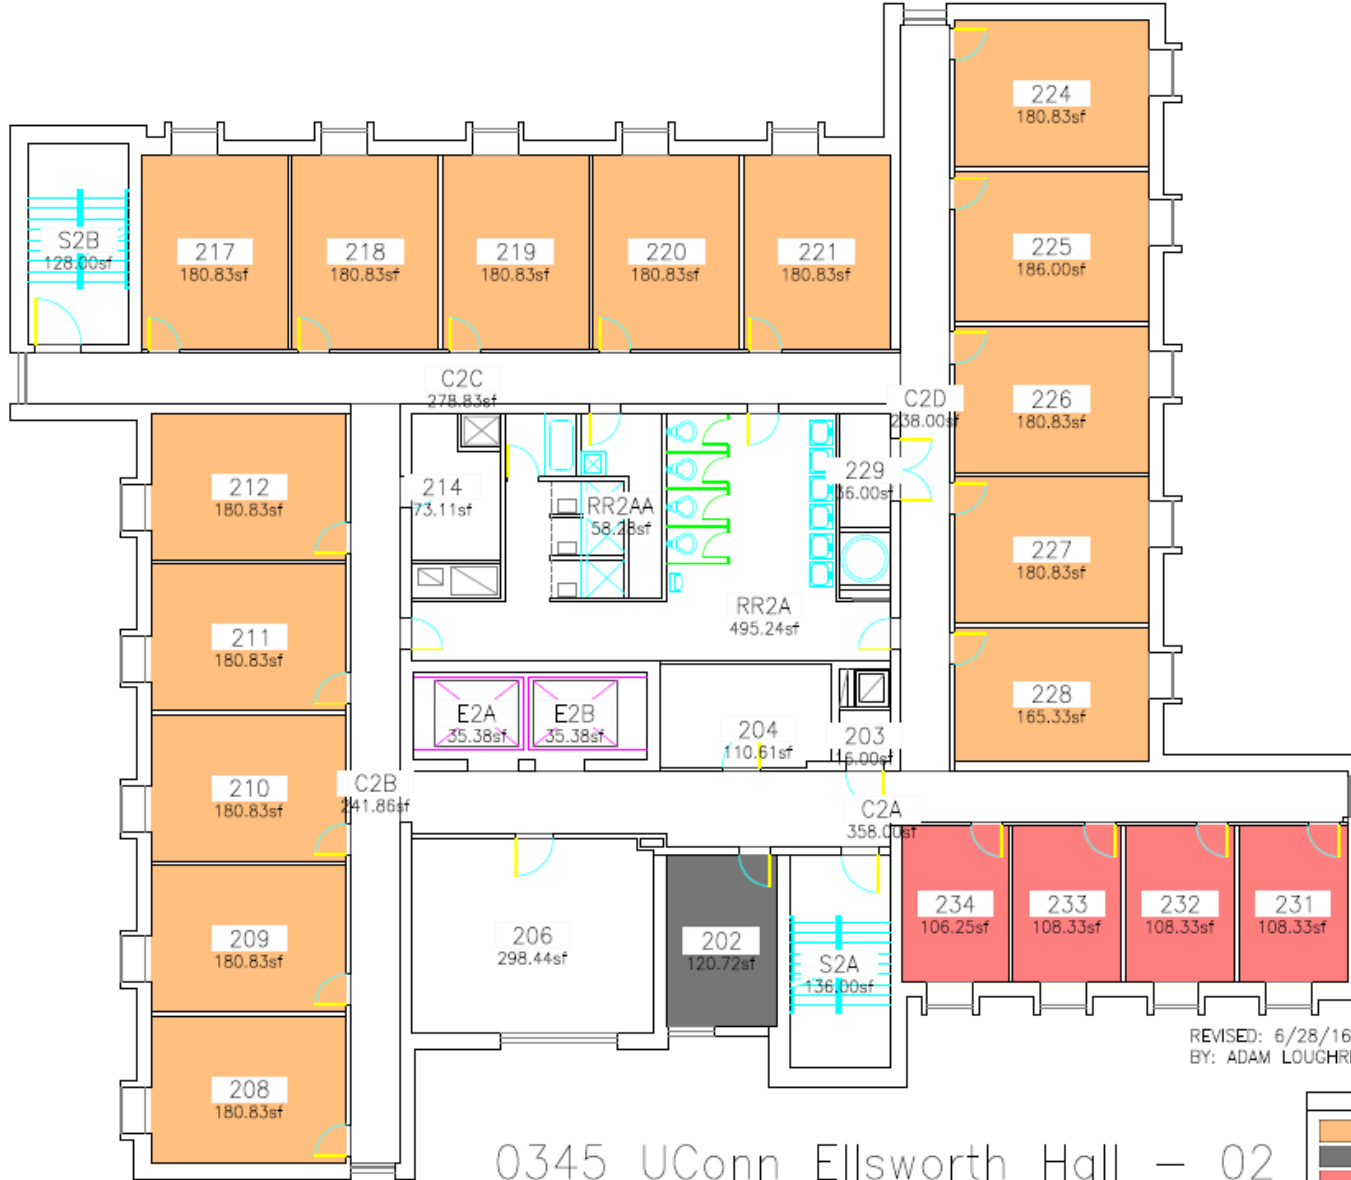 224
180.83sf
217
180.83sf
218
180.83sf
219
180.83sf
220
180.83sf
221
180.83sf
225
186.00sf
S2B
128.00sf
C2C
278.83sf
C2D
238.00sf
226
180.83sf
212
180.83sf
214
73.11sf
RR2AA
58.28sf
229
36.00sf
227
180.83sf
211
180.83sf
RR2A
495.24sf
228
165.33sf
E2A
35.38sf
E2B
35.38sf
204
110.61sf
203
16.00sf
210
180.83sf
C2B
241.86sf
C2A
358.00sf
209
180.83sf
206
298.44sf
202
120.72sf
S2A
136.00sf
234
106.25sf
233
108.33sf
232
108.33sf
231
108.33sf
REVISED: 6/28/16
BY: ADAM LOUGHR
208
180.83sf
0345 UConn Ellsworth Hall – 02